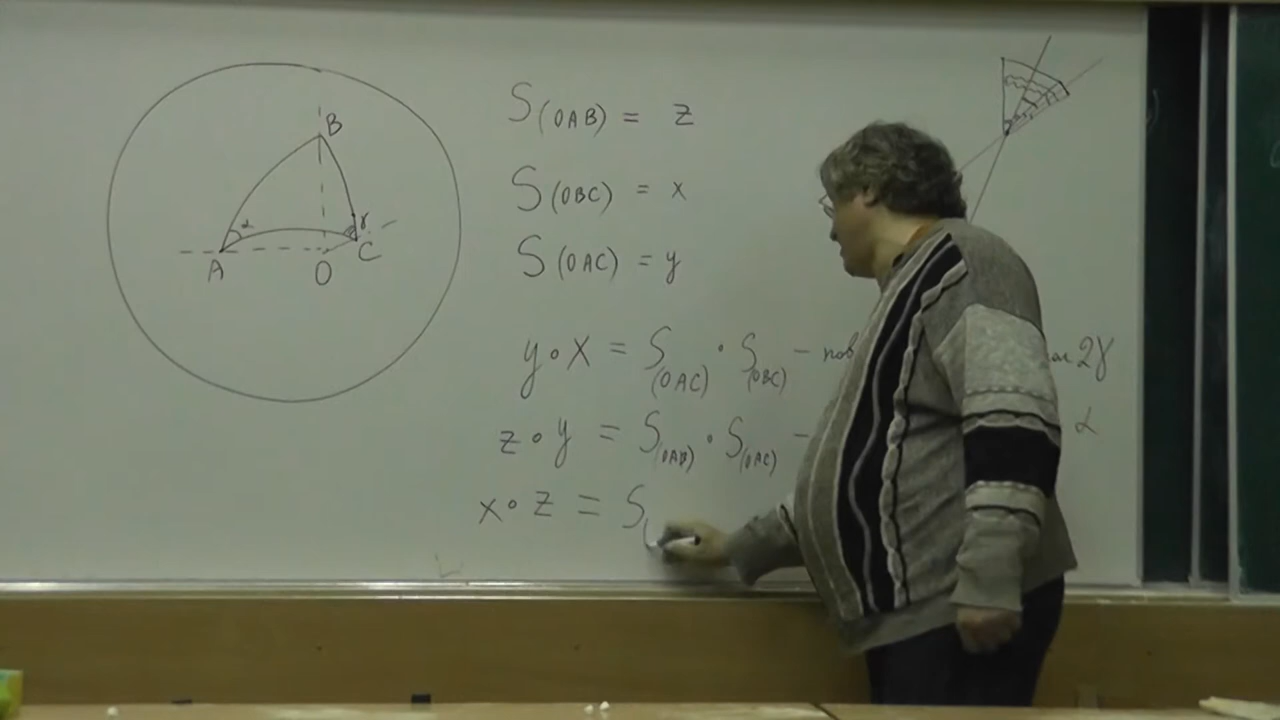 B
α
γ
A
O
C
S(OAB) = z
S(OBC) = x
S(OAC) = y
y∘x = S(OAC) · S(OBC) – пов 2γ
z∘y = S(OAB) · S(OAC) – α
x∘z = S(